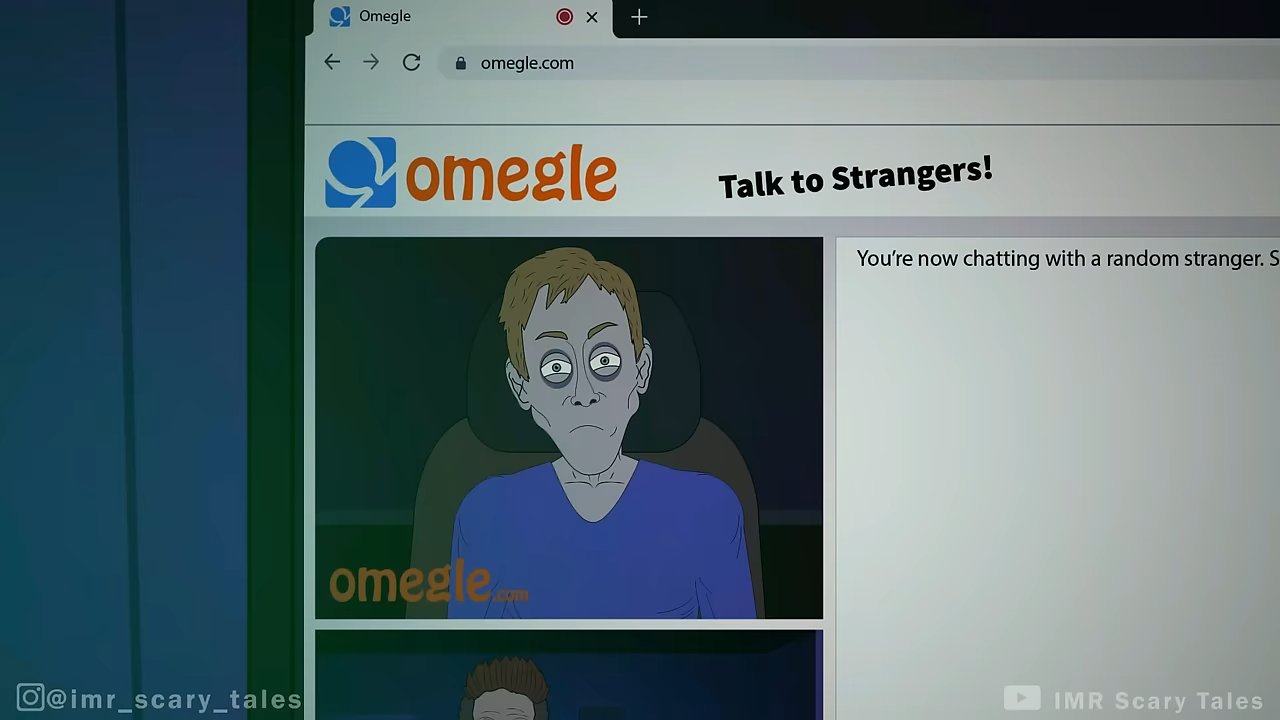 Omegle
omegle.com
omegle
Talk to Strangers!
You're now chatting with a random stranger. S
omegle.com
@imr_scary_tales
IMR Scary Tales